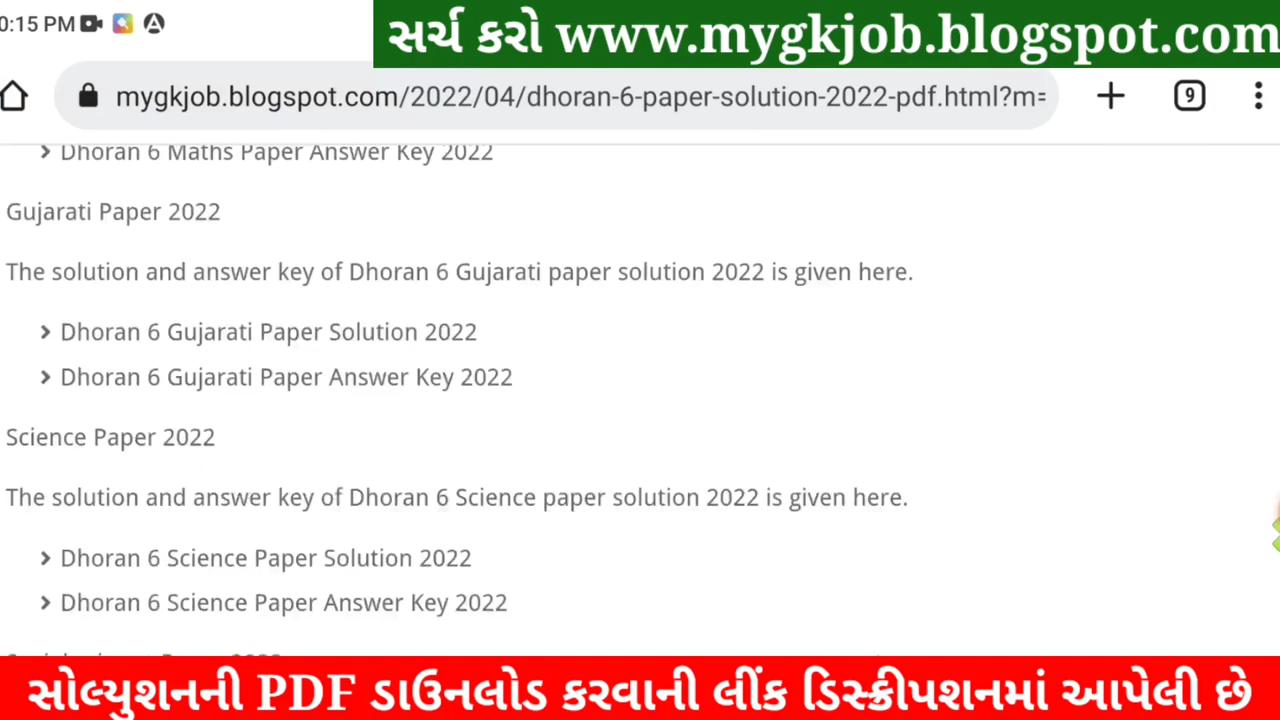 0:15 PM
સર્ચ કરો www.mygkjob.blogspot.com
mygkjob.blogspot.com/2022/04/dhoran-6-paper-solution-2022-pdf.html?m=
9
Dhoran 6 Maths Paper Answer Key 2022
Gujarati Paper 2022
The solution and answer key of Dhoran 6 Gujarati paper solution 2022 is given here.
Dhoran 6 Gujarati Paper Solution 2022
Dhoran 6 Gujarati Paper Answer Key 2022
Science Paper 2022
The solution and answer key of Dhoran 6 Science paper solution 2022 is given here.
Dhoran 6 Science Paper Solution 2022
Dhoran 6 Science Paper Answer Key 2022
સોલ્યુશનની PDF ડાઉનલોડ કરવાની લીંક ડિસ્ક્રીપશનમાં આપેલી છે